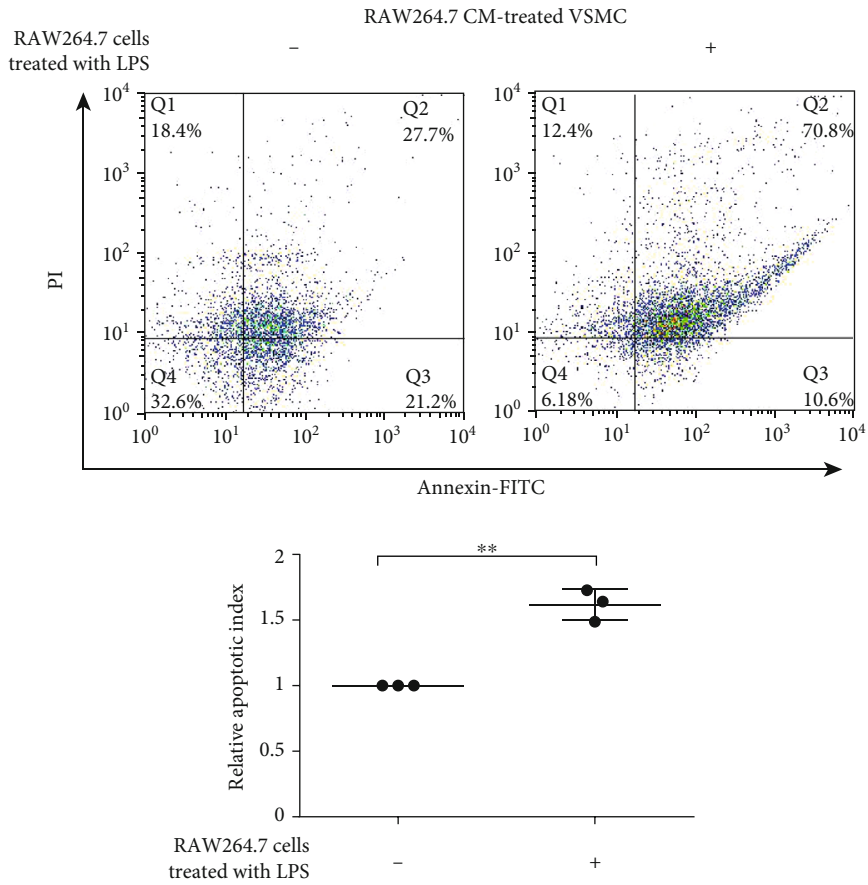 RAW264.7 CM-treated VSMC
RAW264.7 cells
treated with LPS
–
+
Q1
18.4%
Q2
27.7%
Q4
32.6%
Q3
21.2%
10⁴
10³
10²
10¹
10⁰
10⁰
10¹
10²
10³
10⁴
Q1
12.4%
Q2
70.8%
Q4
6.18%
Q3
10.6%
10⁴
10³
10²
10¹
10⁰
10⁰
10¹
10²
10³
10⁴
PI
Annexin-FITC
**
2
1.5
1
0.5
0
Relative apoptotic index
RAW264.7 cells
treated with LPS
–
+